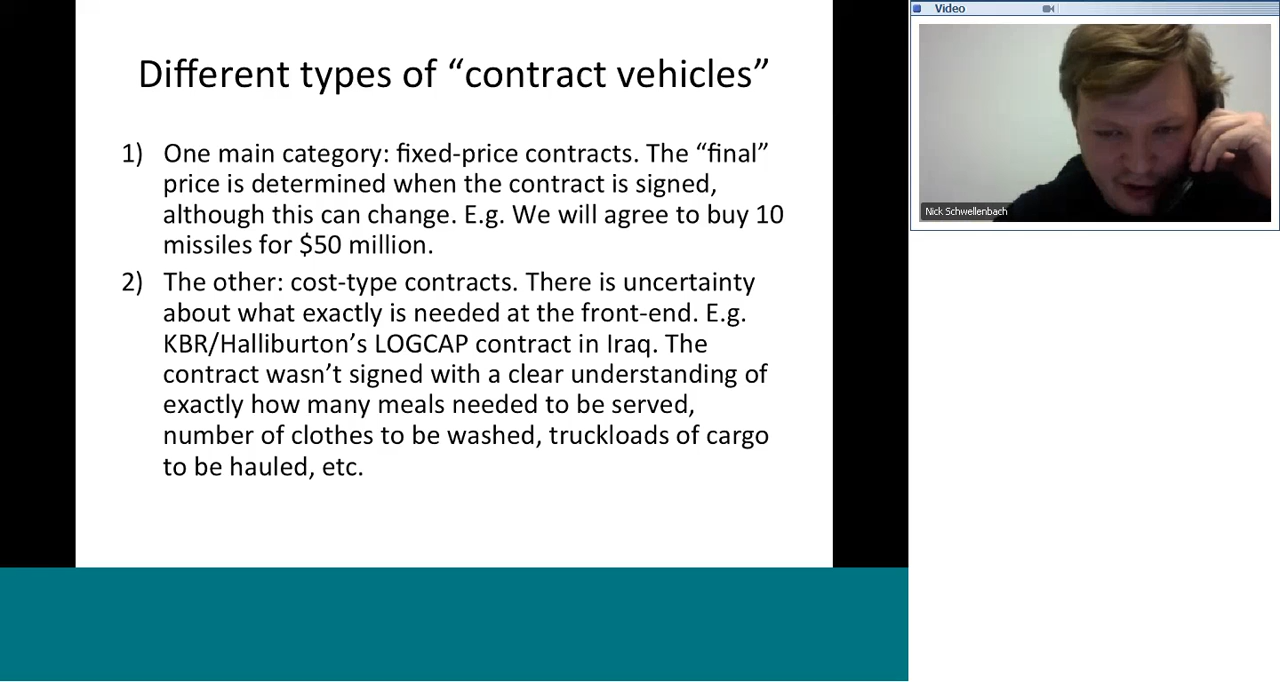 Different types of “contract vehicles”
1) One main category: fixed-price contracts. The “final”
price is determined when the contract is signed,
although this can change. E.g. We will agree to buy 10
missiles for $50 million.
2) The other: cost-type contracts. There is uncertainty
about what exactly is needed at the front-end. E.g.
KBR/Halliburton’s LOGCAP contract in Iraq. The
contract wasn’t signed with a clear understanding of
exactly how many meals needed to be served,
number of clothes to be washed, truckloads of cargo
to be hauled, etc.
Video
Nick Schwellenbach